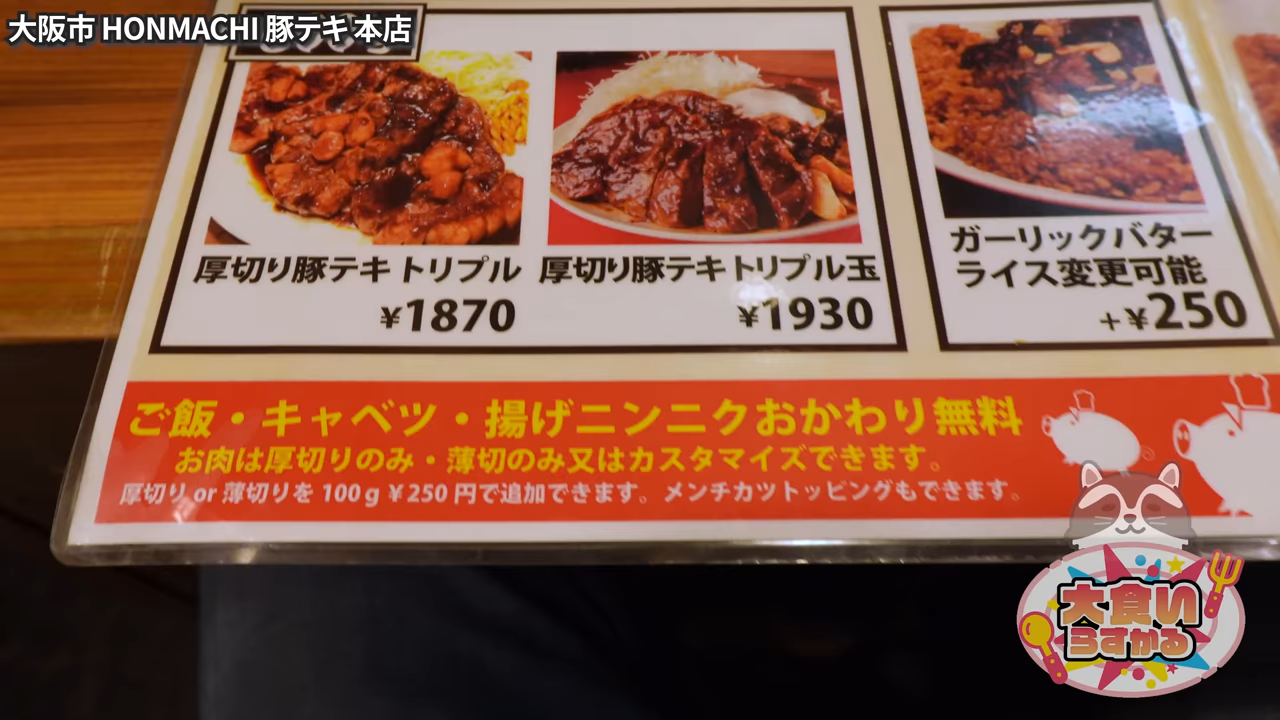 大阪市 HONMACHI 豚テキ 本店
厚切り豚テキ トリプル
¥1870
厚切り豚テキトリプル玉
¥1930
ガーリックバター
ライス変更可能
+¥250
ご飯・キャベツ・揚げニンニクおかわり無料
お肉は厚切りのみ・薄切のみ又はカスタマイズできます。
厚切り or 薄切りを 100g ¥250 円で追加できます。メンチカツトッピングもできます。
大食い
らすかる